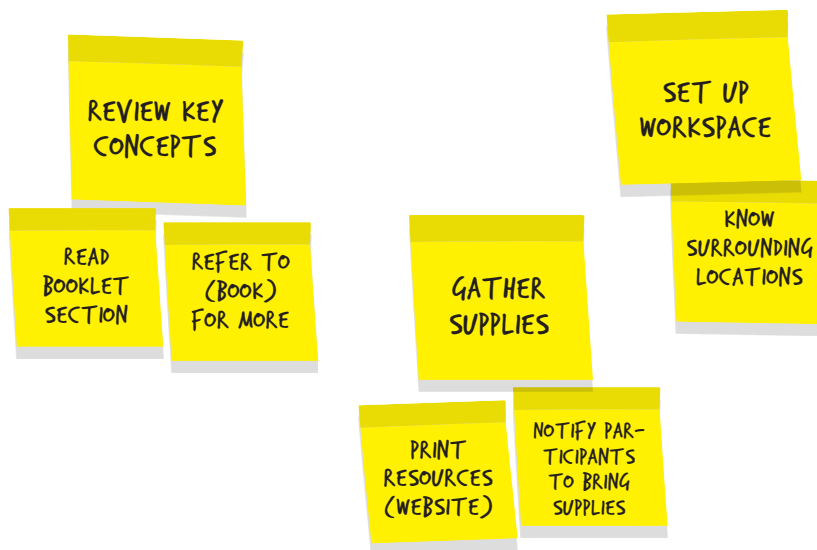 REVIEW KEY
CONCEPTS
READ
BOOKLET
SECTION
REFER TO
(BOOK)
FOR MORE
GATHER
SUPPLIES
PRINT
RESOURCES
(WEBSITE)
NOTIFY PAR-
TICIPANTS
TO BRING
SUPPLIES
SET UP
WORKSPACE
KNOW
SURROUNDING
LOCATIONS